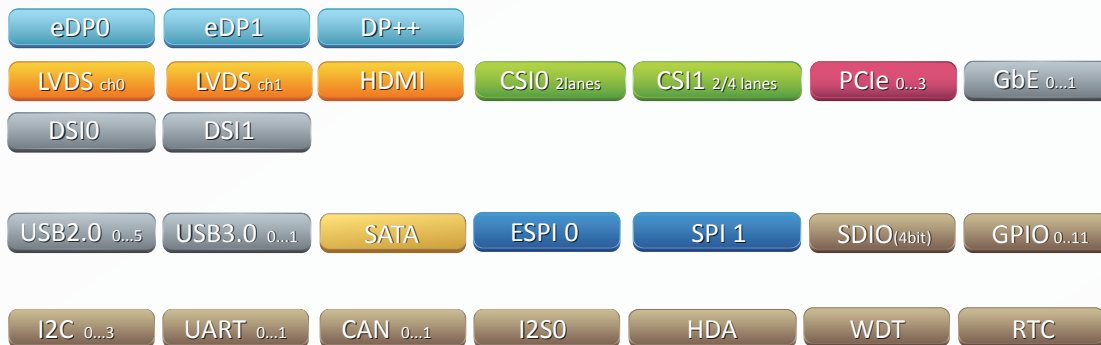 eDP0 eDP1 DP++
LVDS ch0 LVDS ch1 HDMI CSI0 2lanes CSI1 2/4 lanes PCIe 0...3 GbE 0...1
DSI0 DSI1
USB2.0 0...5 USB3.0 0...1 SATA ESPI 0 SPI 1 SDIO(4bit) GPIO 0..11
I2C 0...3 UART 0...1 CAN 0...1 I2S0 HDA WDT RTC